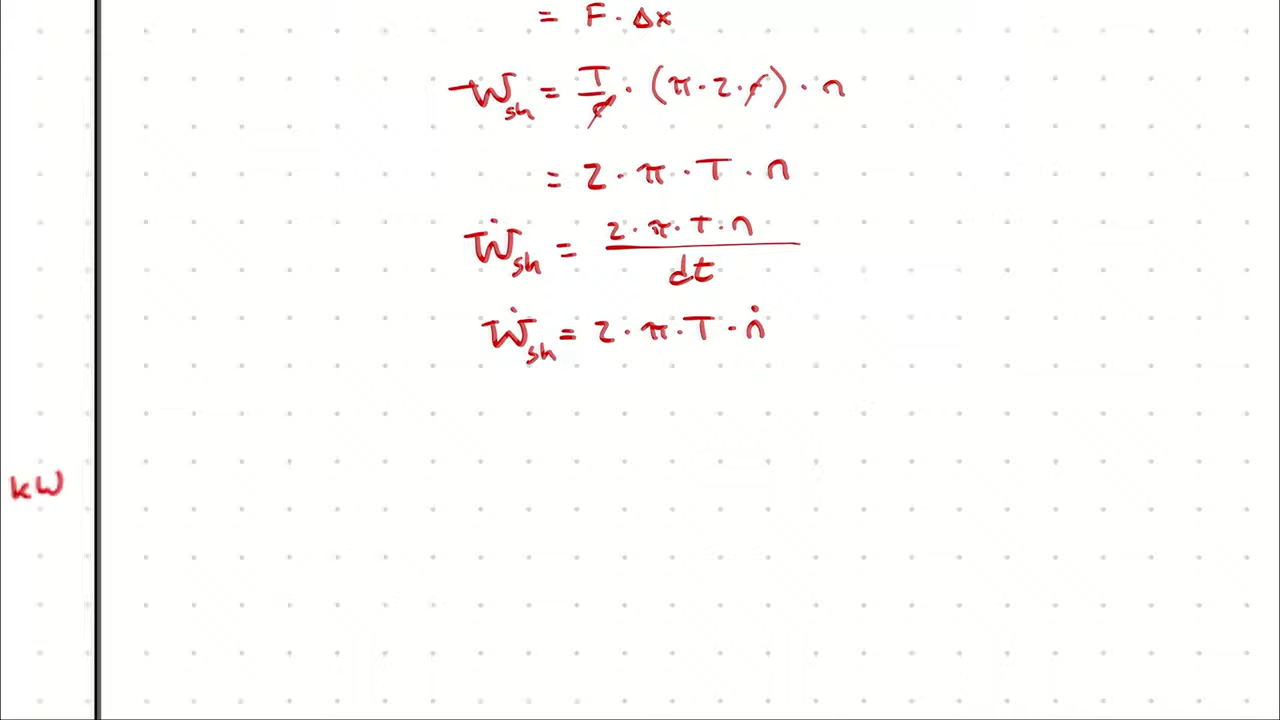 = F · Δx
W_sh = T/r · (π · 2 · r) · n
= 2 · π · T · n
Ẇ_sh = 2 · π · T · n / dt
Ẇ_sh = 2 · π · T · ṅ
kW